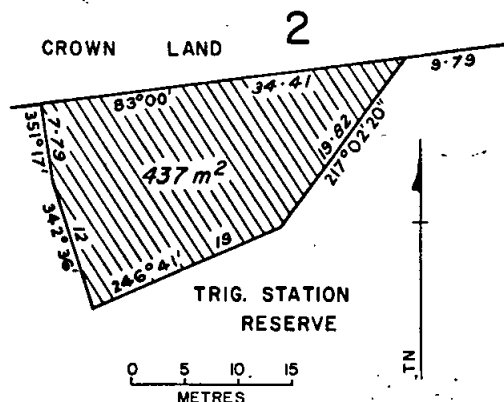 2
CROWN LAND
9·79
83°00' 34·41
351°17' 7·79
19·82
217°02'20"
437 m²
342°36' 12
246°41' 19
TRIG. STATION
RESERVE
TN
0 5 10 15
METRES